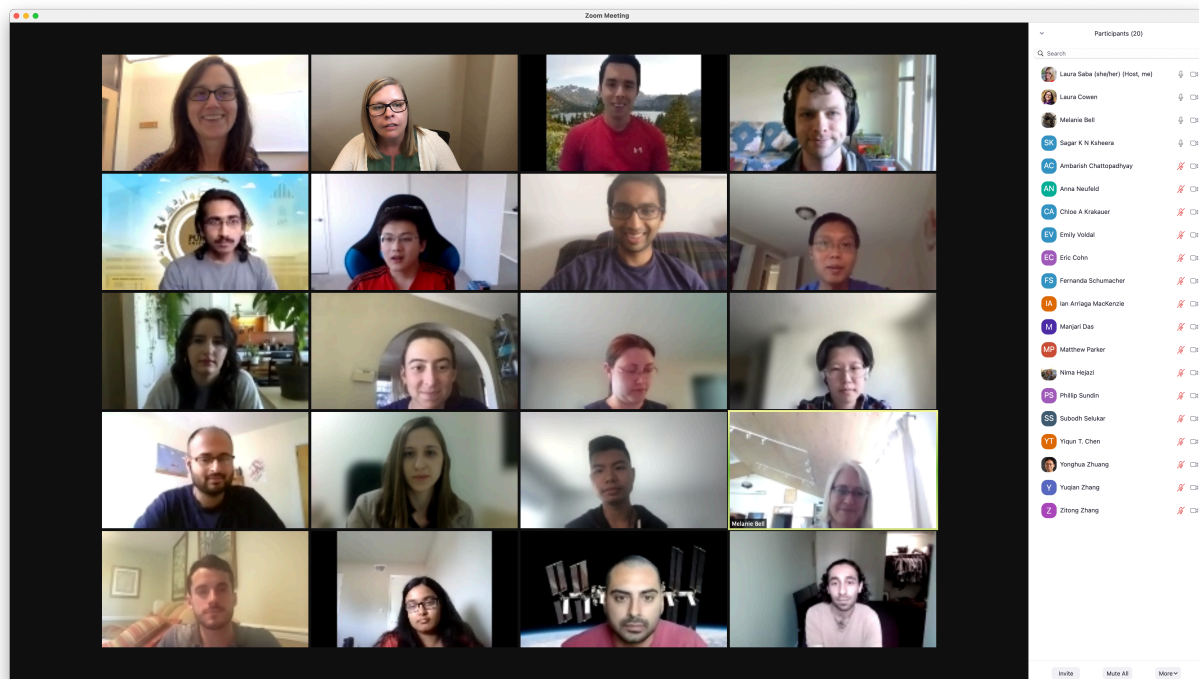 Zoom Meeting
Participants (20)
Search
Laura Saba (she/her) (Host, me)
Laura Cowen
Melanie Bell
SK Sagar K N Ksheera
AC Ambarish Chattopadhyay
AN Anna Neufeld
CA Chloe A Krakauer
EV Emily Voldal
EC Eric Cohn
FS Fernanda Schumacher
IA Ian Arriaga MacKenzie
M Manjari Das
MP Matthew Parker
Nima Hejazi
PS Phillip Sundin
SS Subodh Selukar
YT Yiqun T. Chen
Yonghua Zhuang
Y Yuqian Zhang
Z Zitong Zhang
Melanie Bell
Invite
Mute All
More